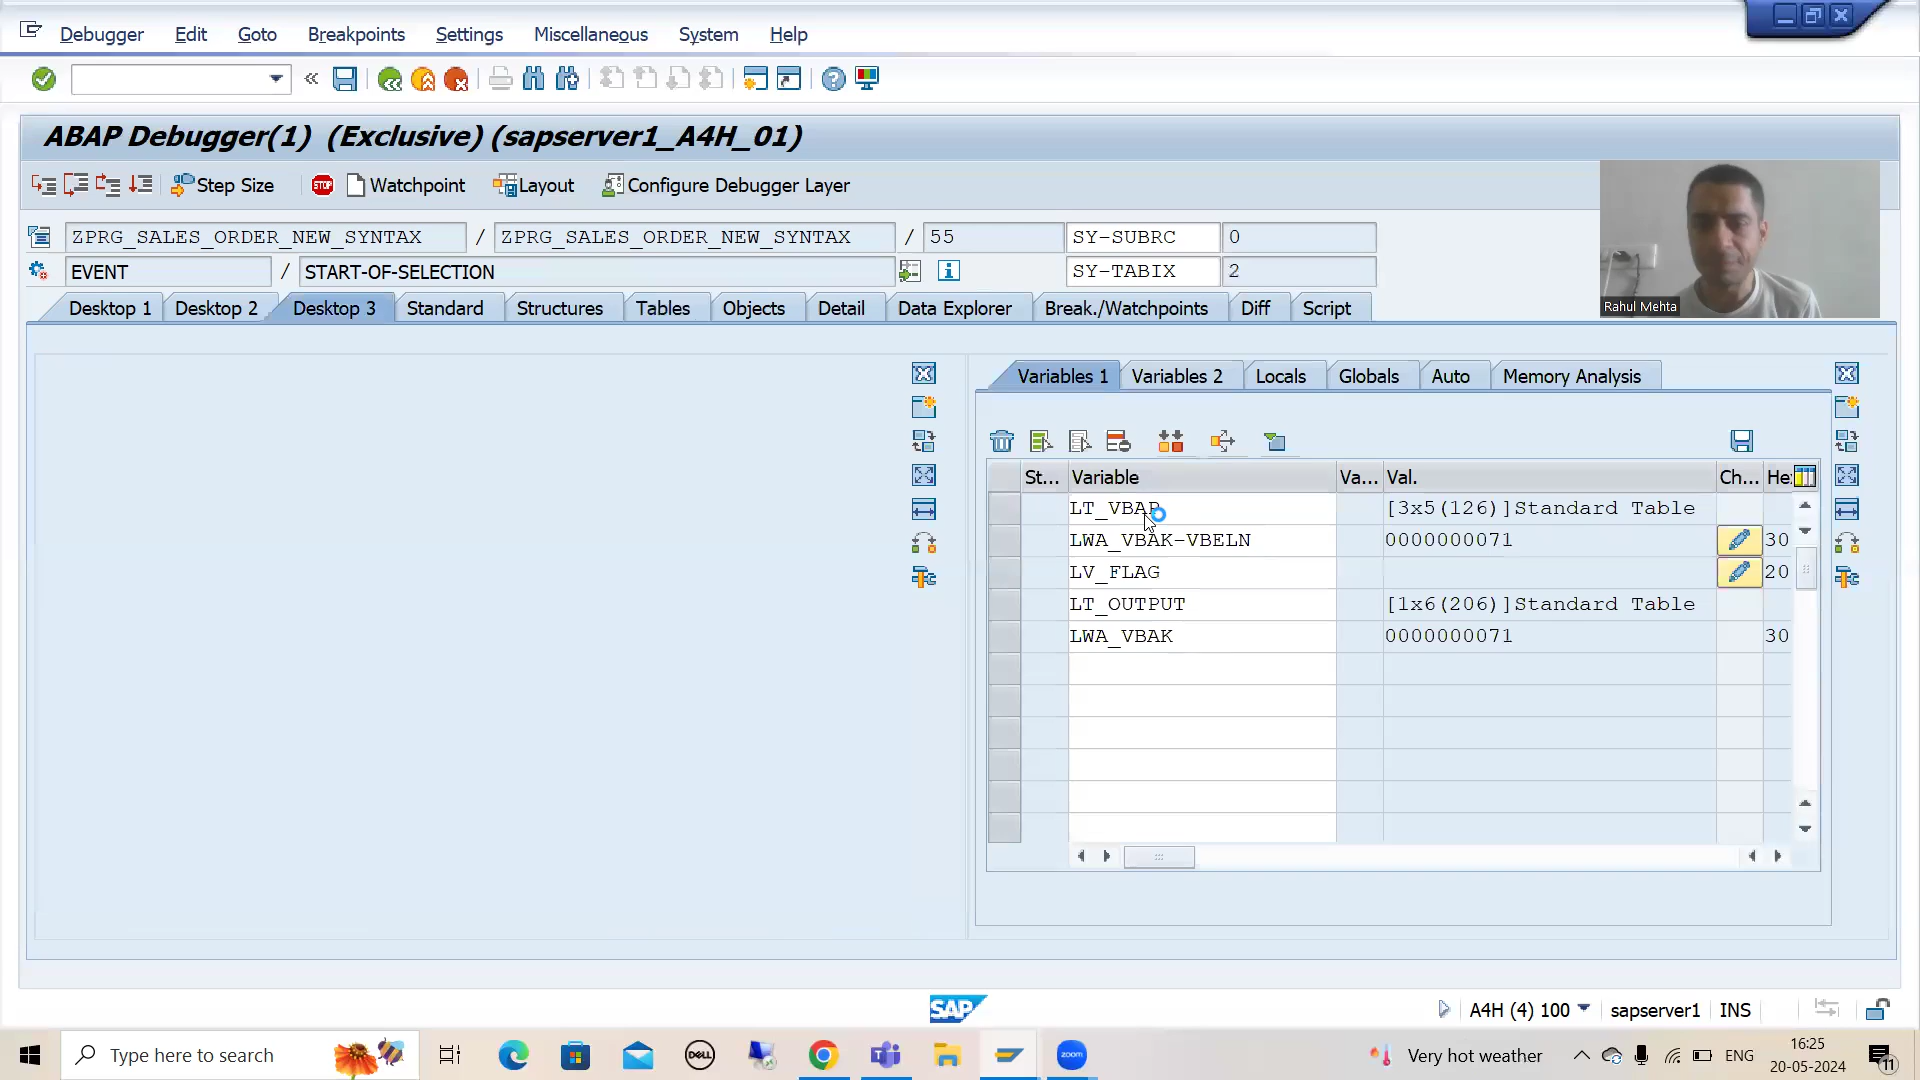 Debugger Edit Goto Breakpoints Settings Miscellaneous System Help
ABAP Debugger(1) (Exclusive) (sapserver1_A4H_01)
Step Size STOP Watchpoint Layout Configure Debugger Layer
ZPRG_SALES_ORDER_NEW_SYNTAX / ZPRG_SALES_ORDER_NEW_SYNTAX / 55 SY-SUBRC 0
EVENT / START-OF-SELECTION SY-TABIX 2
Rahul Mehta
Desktop 1 Desktop 2 Desktop 3 Standard Structures Tables Objects Detail Data Explorer Break./Watchpoints Diff Script
Variables 1 Variables 2 Locals Globals Auto Memory Analysis
St... Variable Va... Val. Ch... He
LT_VBAP [3x5(126)]Standard Table
LWA_VBAK-VBELN 0000000071 30
LV_FLAG 20
LT_OUTPUT [1x6(206)]Standard Table
LWA_VBAK 0000000071 30
SAP A4H (4) 100 sapserver1 INS
Type here to search DELL zoom Very hot weather ENG 16:25
20-05-2024 11